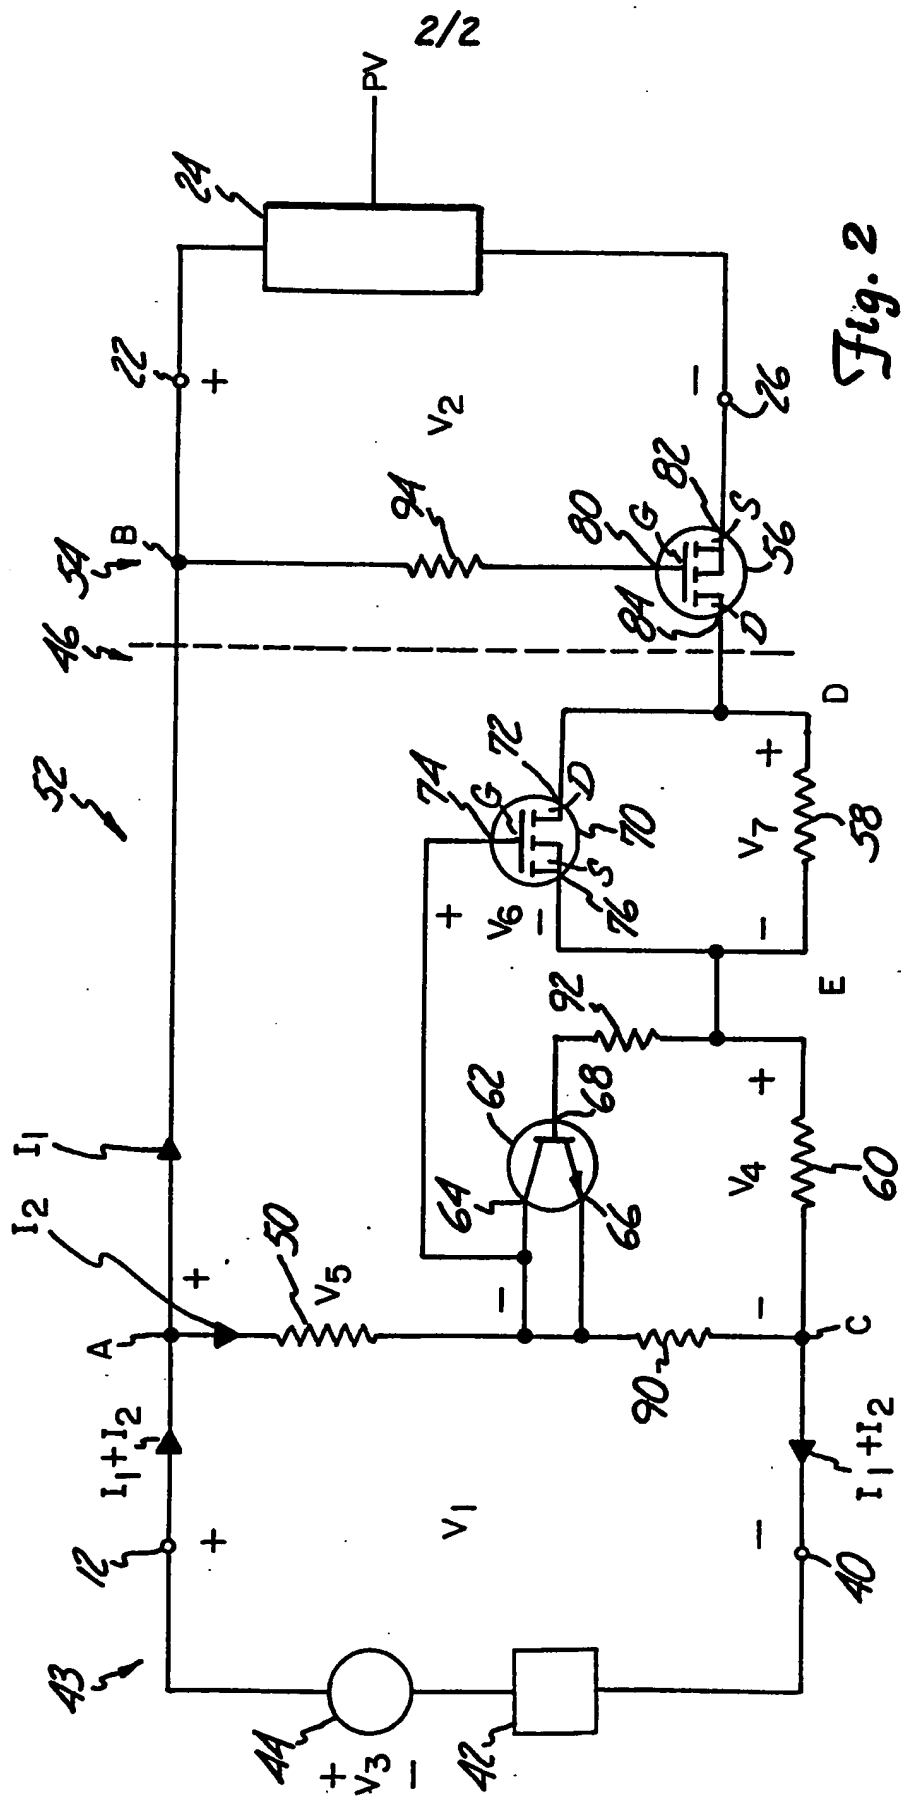 2/2
43
12
I1+I2
A
I2
I1
52
46
54
B
22
24
PV
44
+
V3
−
42
+
V1
−
40
I1+I2
+
V5
−
50
90
C
64
62
66
68
92
+
V4
−
60
E
74
G
72
D
70
S
76
+
V6
−
+
V7
−
58
D
94
80
G
82
S
84
D
56
+
V2
−
26
Fig. 2